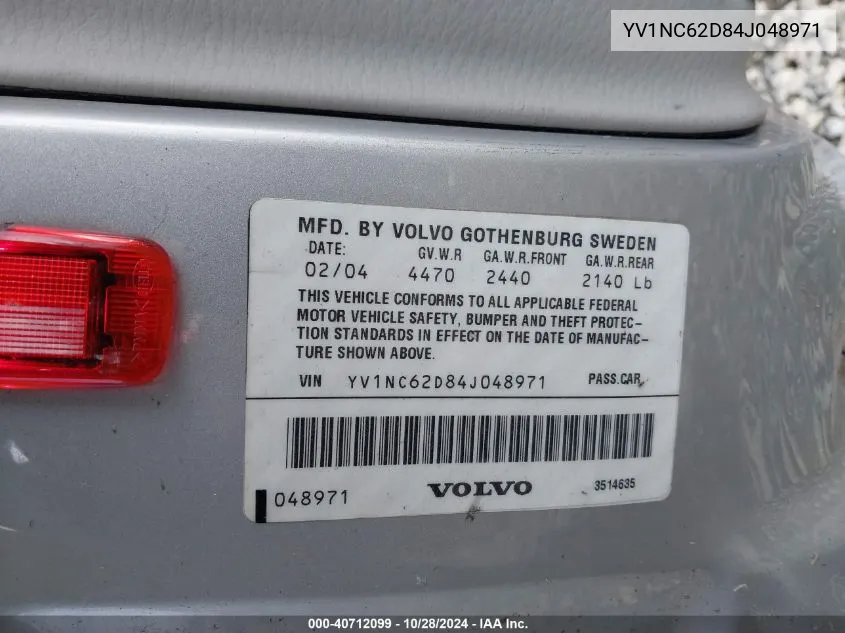 YV1NC62D84J048971
MFD. BY VOLVO GOTHENBURG SWEDEN
DATE: GV.W.R GA.W.R.FRONT GA.W.R.REAR
02/04 4470 2440 2140 Lb
THIS VEHICLE CONFORMS TO ALL APPLICABLE FEDERAL
MOTOR VEHICLE SAFETY, BUMPER AND THEFT PROTEC-
TION STANDARDS IN EFFECT ON THE DATE OF MANUFAC-
TURE SHOWN ABOVE.
VIN YV1NC62D84J048971 PASS.CAR.
048971 VOLVO 3514635
000-40712099 - 10/28/2024 - IAA Inc.